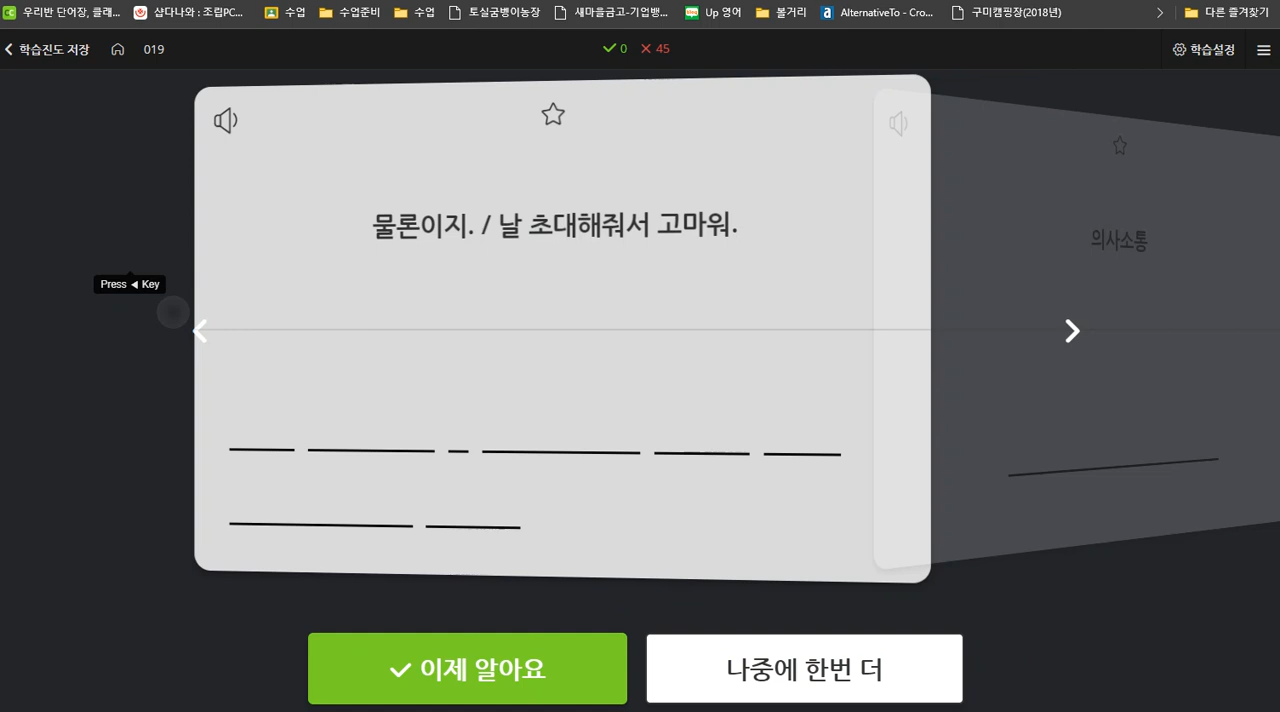 우리반 단어장, 클래... 샵다나와 : 조립PC... 수업 수업준비 수업 토실굼벵이농장 새마을금고-기업뱅... Up 영어 볼거리 AlternativeTo - Cro... 구미캠핑장(2018년) 다른 즐겨찾기
학습진도 저장 019 0 45 학습설정
물론이지. / 날 초대해줘서 고마워.
의사소통
Press ◀ Key
이제 알아요 나중에 한번 더